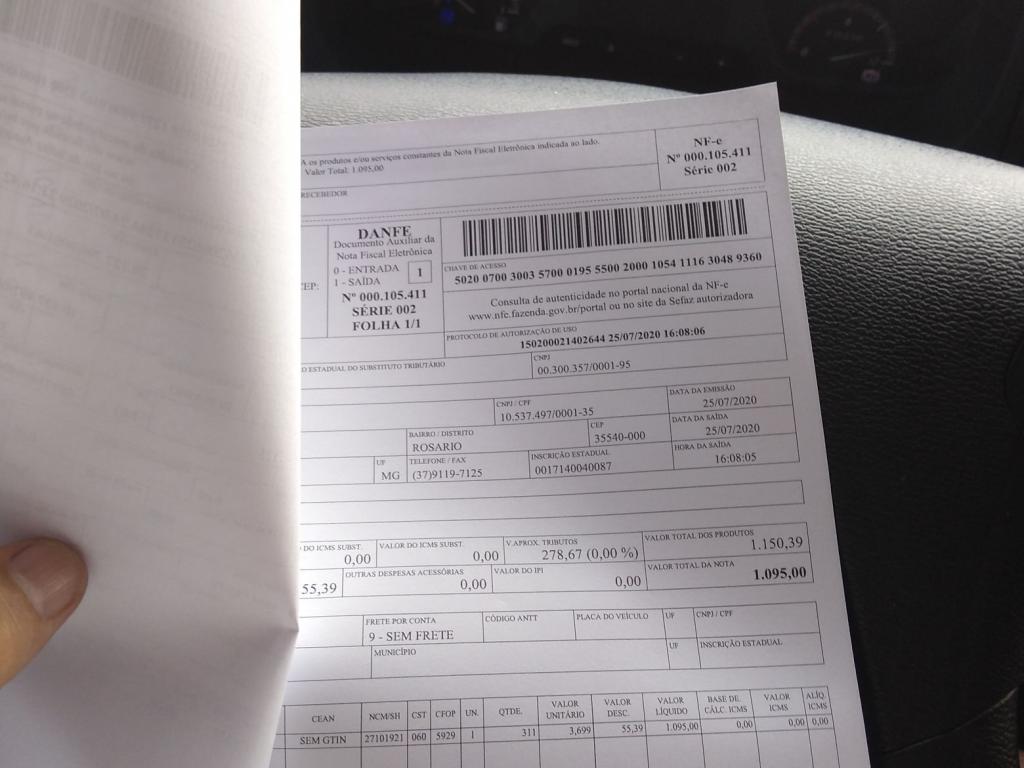 A os produtos e/ou serviços constantes da Nota Fiscal Eletrônica indicada ao lado.
Valor Total: 1.095,00
RECEBEDOR
NF-e
Nº 000.105.411
Série 002
CEP:
DANFE
Documento Auxiliar da
Nota Fiscal Eletrônica
0 - ENTRADA
1 - SAÍDA
1
Nº 000.105.411
SÉRIE 002
FOLHA 1/1
CHAVE DE ACESSO
5020 0700 3003 5700 0195 5500 2000 1054 1116 3048 9360
Consulta de autenticidade no portal nacional da NF-e
www.nfe.fazenda.gov.br/portal ou no site da Sefaz autorizadora
PROTOCOLO DE AUTORIZAÇÃO DE USO
150200021402644 25/07/2020 16:08:06
O ESTADUAL DO SUBSTITUTO TRIBUTÁRIO
CNPJ
00.300.357/0001-95
CNPJ / CPF
10.537.497/0001-35
DATA DA EMISSÃO
25/07/2020
BAIRRO / DISTRITO
ROSARIO
CEP
35540-000
DATA DA SAÍDA
25/07/2020
UF
MG
TELEFONE / FAX
(37)9119-7125
INSCRIÇÃO ESTADUAL
0017140040087
HORA DA SAÍDA
16:08:05
DO ICMS SUBST.
0,00
VALOR DO ICMS SUBST.
0,00
V.APROX. TRIBUTOS
278,67 (0,00 %)
VALOR TOTAL DOS PRODUTOS
1.150,39
55,39
OUTRAS DESPESAS ACESSÓRIAS
0,00
VALOR DO IPI
0,00
VALOR TOTAL DA NOTA
1.095,00
FRETE POR CONTA
9 - SEM FRETE
CÓDIGO ANTT
PLACA DO VEÍCULO
UF
CNPJ / CPF
MUNICÍPIO
UF
INSCRIÇÃO ESTADUAL
CEAN NCM/SH CST CFOP UN. QTDE. VALOR UNITÁRIO VALOR DESC. VALOR LÍQUIDO BASE DE CÁLC. ICMS VALOR ICMS ALÍQ. ICMS
SEM GTIN 27101921 060 5929 1 311 3,699 55,39 1.095,00 0,00 0,00 0,00